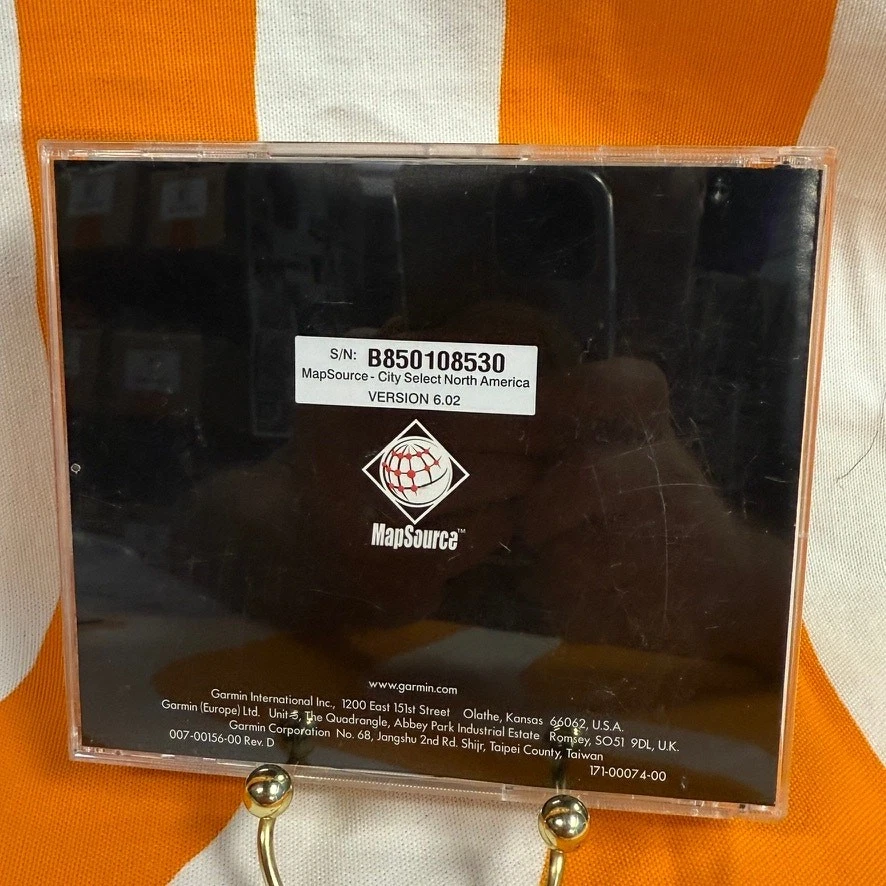 S/N: B850108530
MapSource - City Select North America
VERSION 6.02
MapSource™
www.garmin.com
Garmin International Inc., 1200 East 151st Street Olathe, Kansas 66062, U.S.A.
Garmin (Europe) Ltd. Unit 5, The Quadrangle, Abbey Park Industrial Estate Romsey, SO51 9DL, U.K.
Garmin Corporation No. 68, Jangshu 2nd Rd. Shijr, Taipei County, Taiwan
007-00156-00 Rev. D
171-00074-00